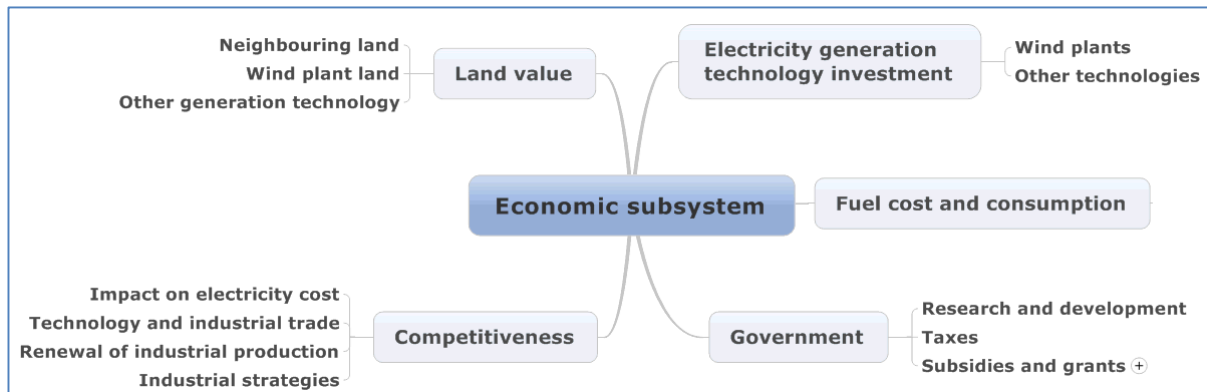 Neighbouring land
Wind plant land
Other generation technology
Land value
Electricity generation
technology investment
Wind plants
Other technologies
Economic subsystem
Fuel cost and consumption
Impact on electricity cost
Technology and industrial trade
Renewal of industrial production
Industrial strategies
Competitiveness
Government
Research and development
Taxes
Subsidies and grants